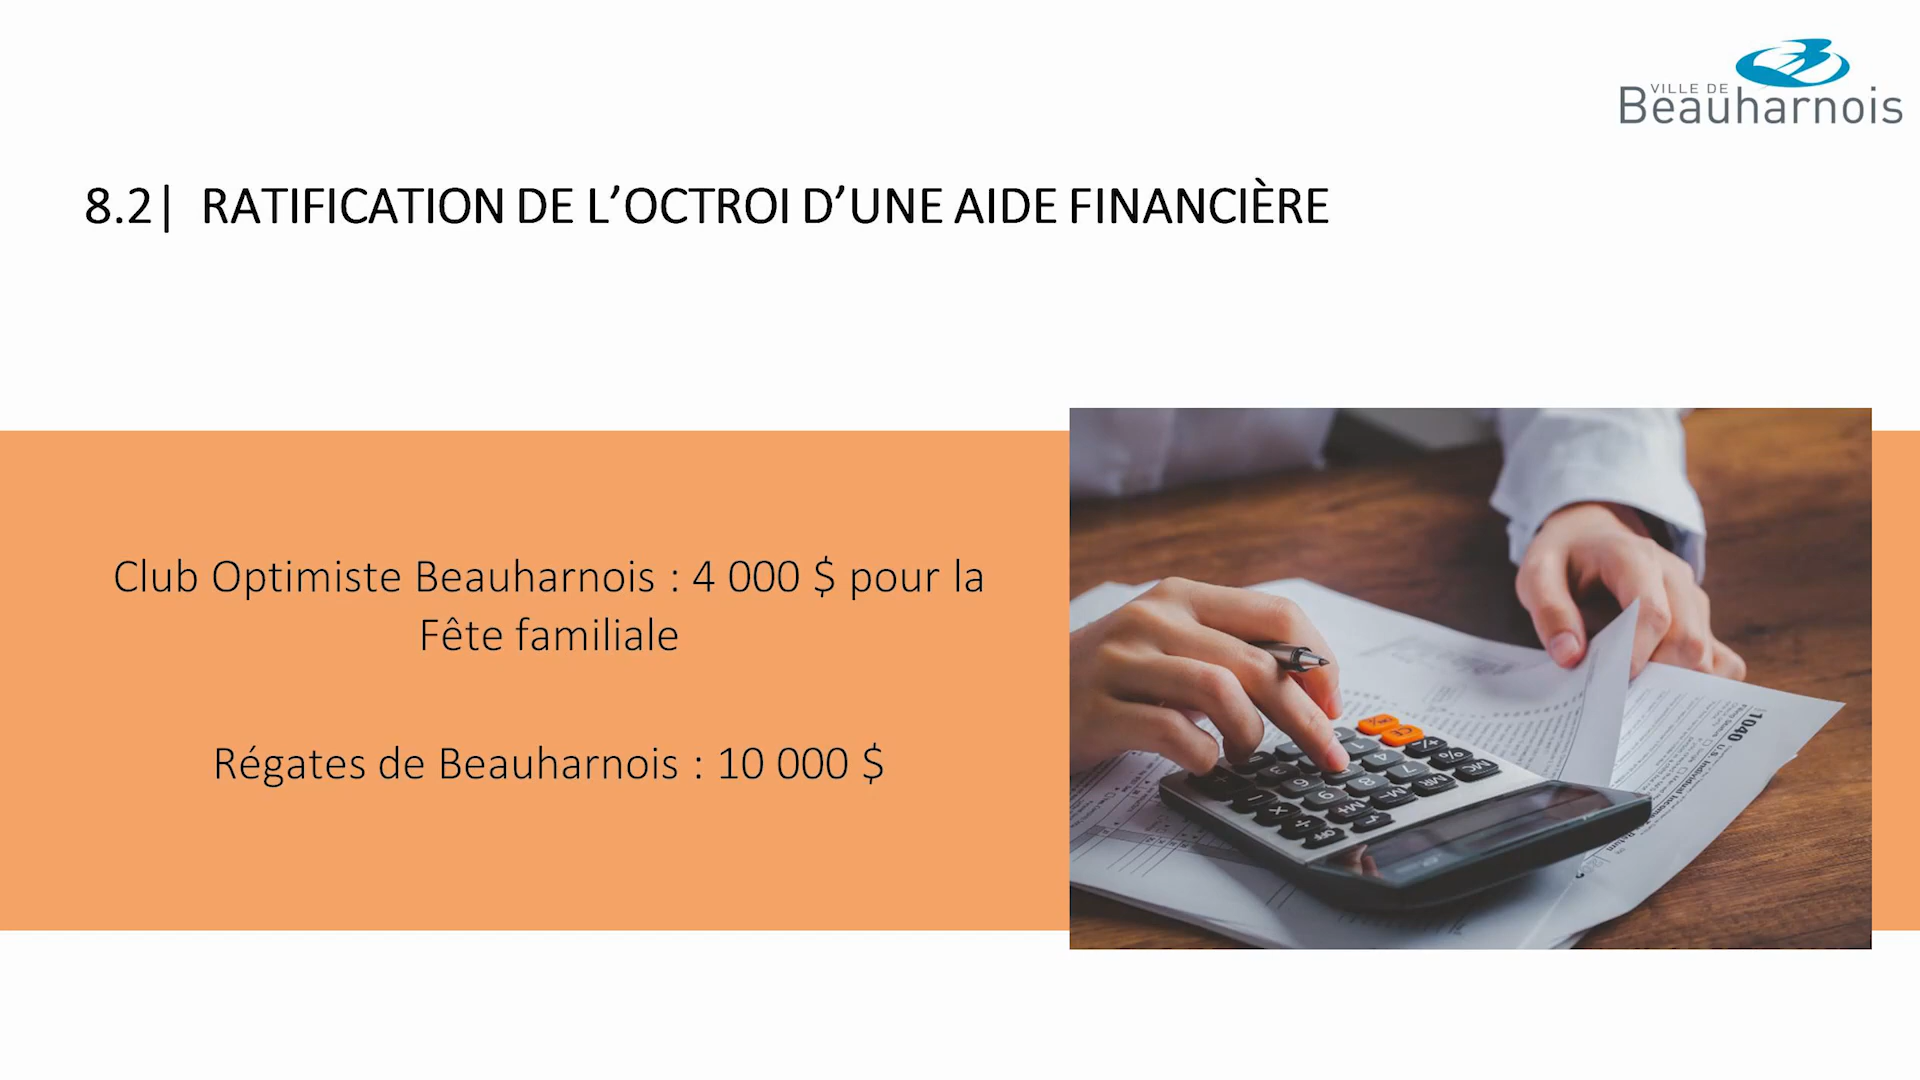 VILLE DE
Beauharnois
8.2| RATIFICATION DE L’OCTROI D’UNE AIDE FINANCIÈRE
Club Optimiste Beauharnois : 4 000 $ pour la
Fête familiale
Régates de Beauharnois : 10 000 $
1040